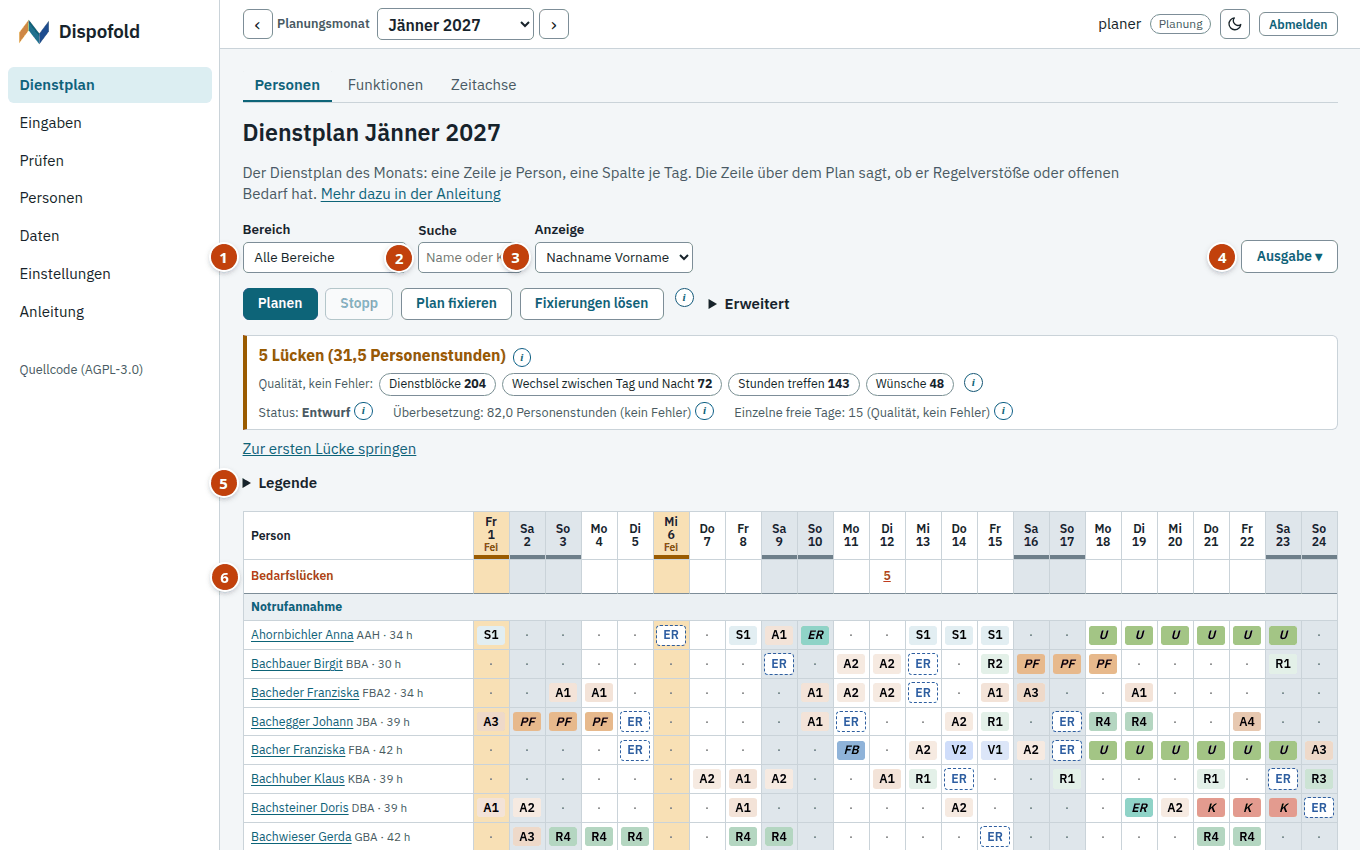 Dispofold
‹ Planungsmonat Jänner 2027 ›
planer Planung Abmelden
Dienstplan
Eingaben
Prüfen
Personen
Daten
Einstellungen
Anleitung
Quellcode (AGPL-3.0)
Personen Funktionen Zeitachse
Dienstplan Jänner 2027
Der Dienstplan des Monats: eine Zeile je Person, eine Spalte je Tag. Die Zeile über dem Plan sagt, ob er Regelverstöße oder offenen
Bedarf hat. Mehr dazu in der Anleitung
Bereich Suche Anzeige
1 Alle Bereiche 2 Name oder 3 Nachname Vorname 4 Ausgabe ▾
Planen Stopp Plan fixieren Fixierungen lösen i ▶ Erweitert
5 Lücken (31,5 Personenstunden) i
Qualität, kein Fehler: Dienstblöcke 204 Wechsel zwischen Tag und Nacht 72 Stunden treffen 143 Wünsche 48 i
Status: Entwurf i Überbesetzung: 82,0 Personenstunden (kein Fehler) i Einzelne freie Tage: 15 (Qualität, kein Fehler) i
Zur ersten Lücke springen
5 ▶ Legende
Person Fr 1 Fei Sa 2 So 3 Mo 4 Di 5 Mi 6 Fei Do 7 Fr 8 Sa 9 So 10 Mo 11 Di 12 Mi 13 Do 14 Fr 15 Sa 16 So 17 Mo 18 Di 19 Mi 20 Do 21 Fr 22 Sa 23 So 24
6 Bedarfslücken 5
Notrufannahme
Ahornbichler Anna AAH · 34 h S1 · · · · ER · S1 A1 ER · · S1 S1 S1 · · U U U U U U ·
Bachbauer Birgit BBA · 30 h · · · · · · · · ER · A2 A2 ER · R2 PF PF PF · · · · R1 ·
Bacheder Franziska FBA2 · 34 h · · A1 A1 · · · · · A1 A2 A2 ER · A1 A3 · · A1 · · · · ·
Bachegger Johann JBA · 39 h A3 PF PF PF ER · · · · A1 ER · · A2 R1 · ER R4 R4 · · A4 · ·
Bacher Franziska FBA · 42 h · · · · ER · · · · · FB · A2 V2 V1 A2 ER U U U U U U A3
Bachhuber Klaus KBA · 39 h · · · · · · A2 A1 A2 · · A1 R1 ER · · R1 · · · R1 · ER R3
Bachsteiner Doris DBA · 39 h A1 A2 · · · · · A1 · · · · · A2 · · · · ER A2 K K K ER
Bachwieser Gerda GBA · 42 h · A3 R4 R4 R4 · · R4 R4 · · · · · ER · · · · · R4 R4 · ·